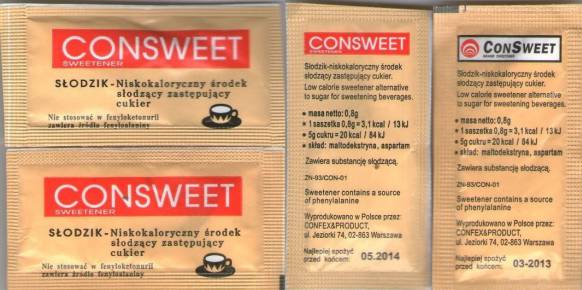 CONSWEET
SWEETENER
SŁODZIK - Niskokaloryczny środek
słodzący zastępujący
cukier
Nie stosować w fenyloketonurii
zawiera źródło fenyloalaniny
CONSWEET
SWEETENER
SŁODZIK - Niskokaloryczny środek
słodzący zastępujący
cukier
Nie stosować w fenyloketonurii
zawiera źródło fenyloalaniny
CONSWEET
SWEETENER
Słodzik-niskokaloryczny środek
słodzący zastępujący cukier.
Low calorie sweetener alternative
to sugar for sweetening beverages.
• masa netto: 0,8g
• 1 saszetka 0,8g = 3,1 kcal / 13 kJ
• 5g cukru = 20 kcal / 84 kJ
• skład: maltodekstryna, aspartam
Zawiera substancję słodzącą.
ZN-93/CON-01
Sweetener contains a source
of phenylalanine
Wyprodukowano w Polsce przez:
CONFEX&PRODUCT,
ul. Jeziorki 74, 02-863 Warszawa
Najlepiej spożyć
przed końcem: 05.2014
CONSWEET
Słodzik-niskokaloryczny środek
słodzący zastępujący cukier.
Low calorie sweetener alternative
to sugar for sweetening beverages.
• masa netto: 0,8g
• 1 saszetka 0,8g = 3,1 kcal / 13 kJ
• 5g cukru = 20 kcal / 84 kJ
• skład: maltodekstryna, aspartam
Zawiera substancję słodzącą.
ZN-93/CON-01
Sweetener contains a source
of phenylalanine
Wyprodukowano w Polsce przez:
CONFEX&PRODUCT,
ul. Jeziorki 74, 02-863 Warszawa
Najlepiej spożyć
przed końcem: 03-2013